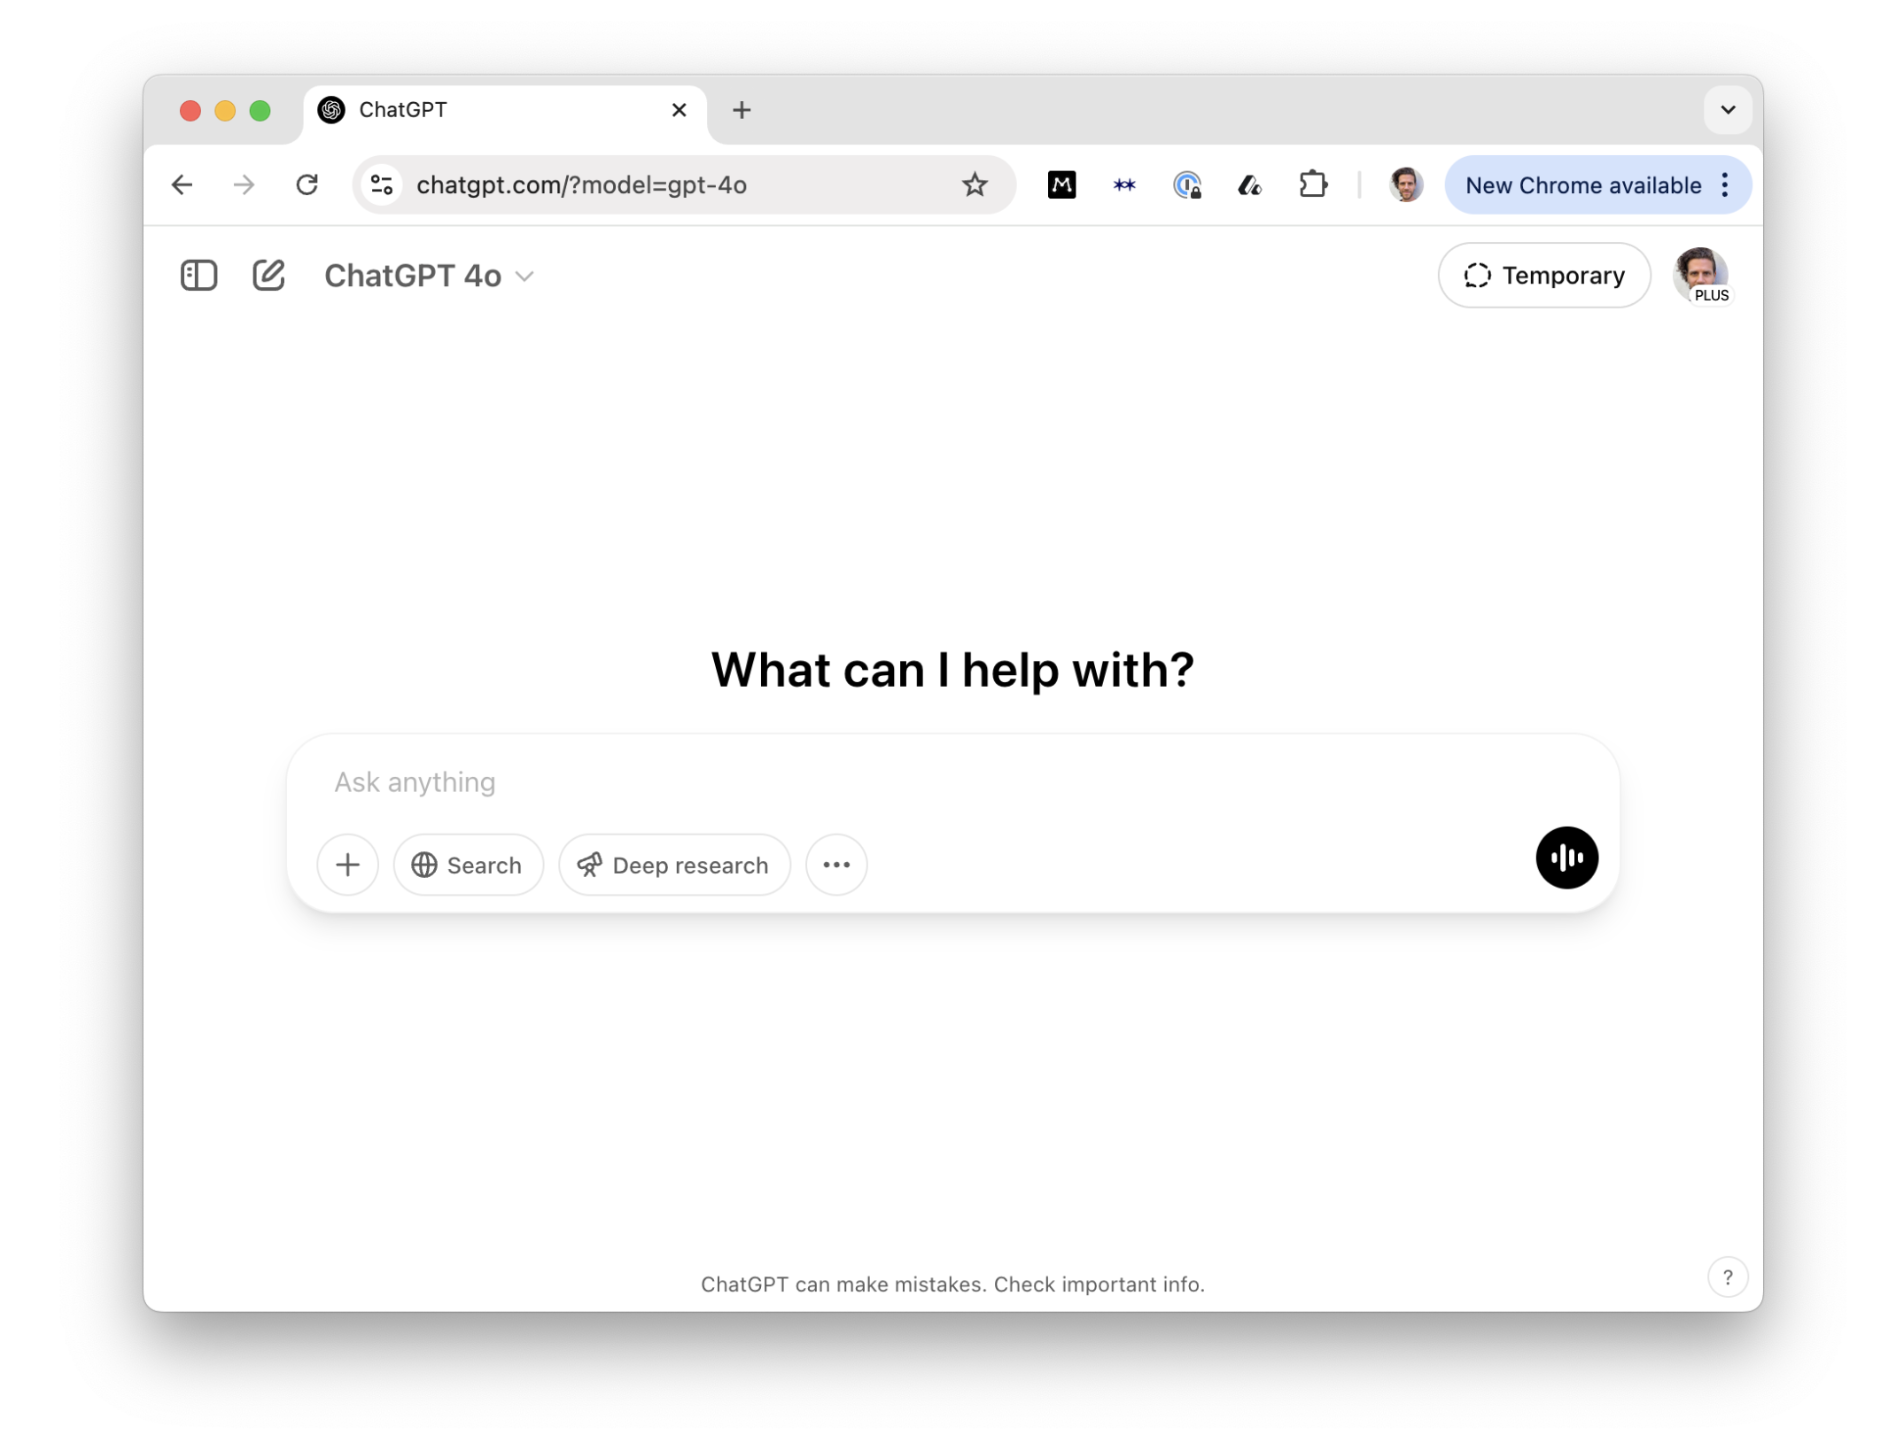 ChatGPT
chatgpt.com/?model=gpt-4o
New Chrome available
ChatGPT 4o
Temporary
PLUS
What can I help with?
Ask anything
Search
Deep research
ChatGPT can make mistakes. Check important info.
?